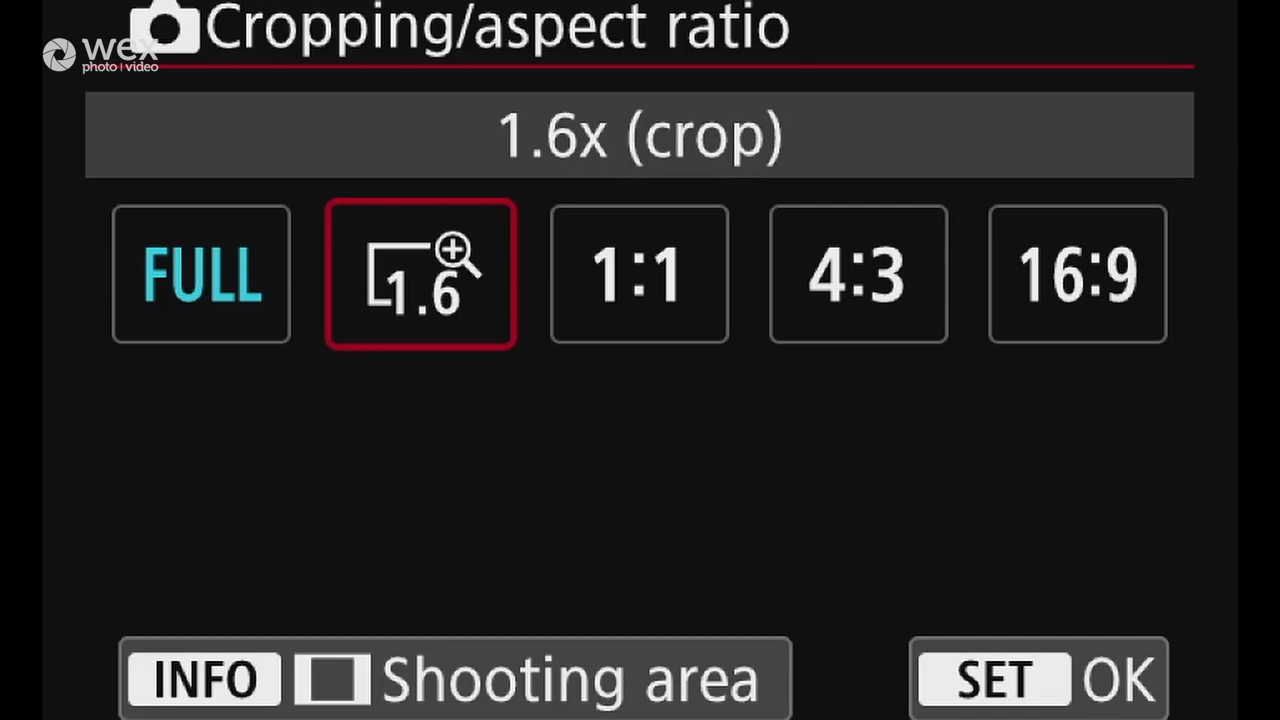 Cropping/aspect ratio
wex
photo | video
1.6x (crop)
FULL 1.6 1:1 4:3 16:9
INFO Shooting area SET OK